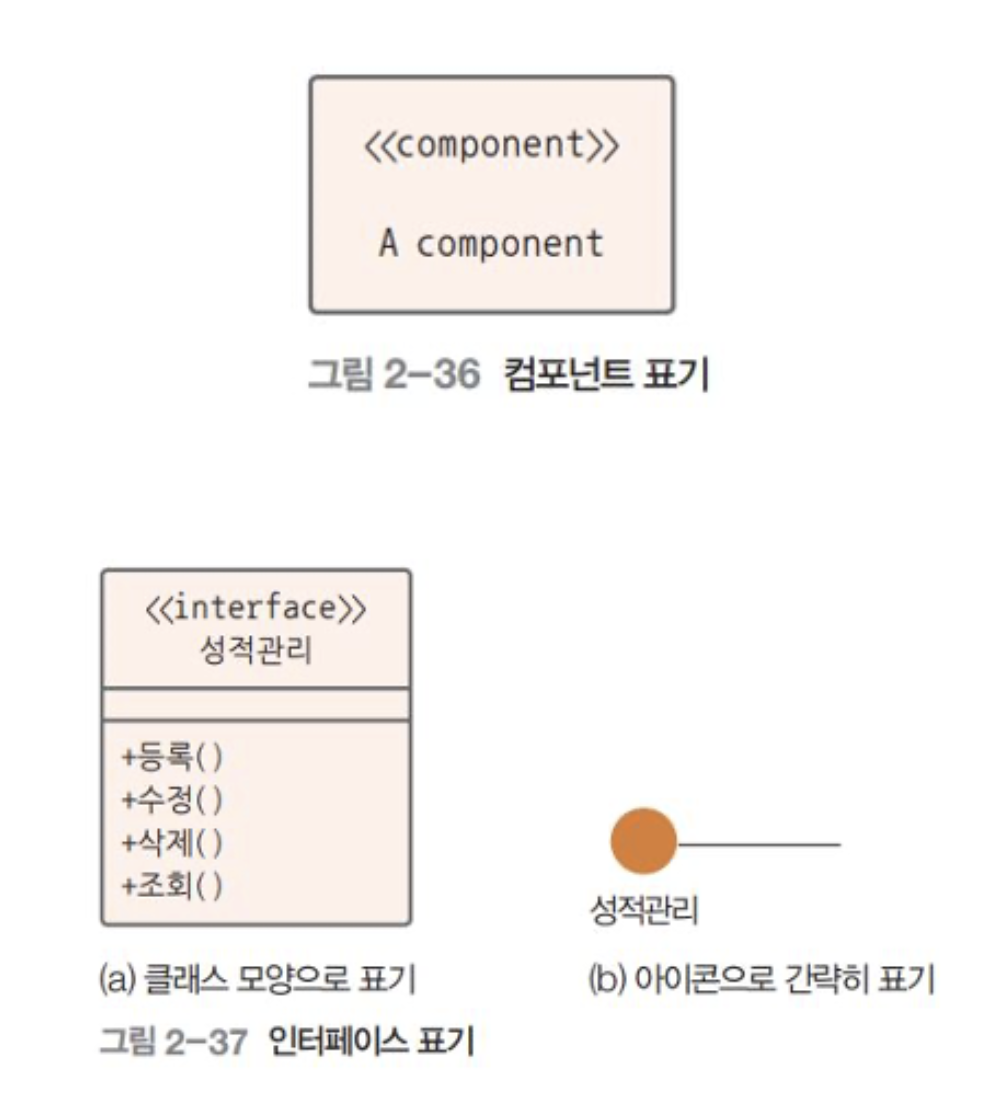 <<component>>
A component
그림 2-36 컴포넌트 표기
<<interface>>
성적관리
+등록()
+수정()
+삭제()
+조회()
성적관리
(a) 클래스 모양으로 표기
(b) 아이콘으로 간략히 표기
그림 2-37 인터페이스 표기